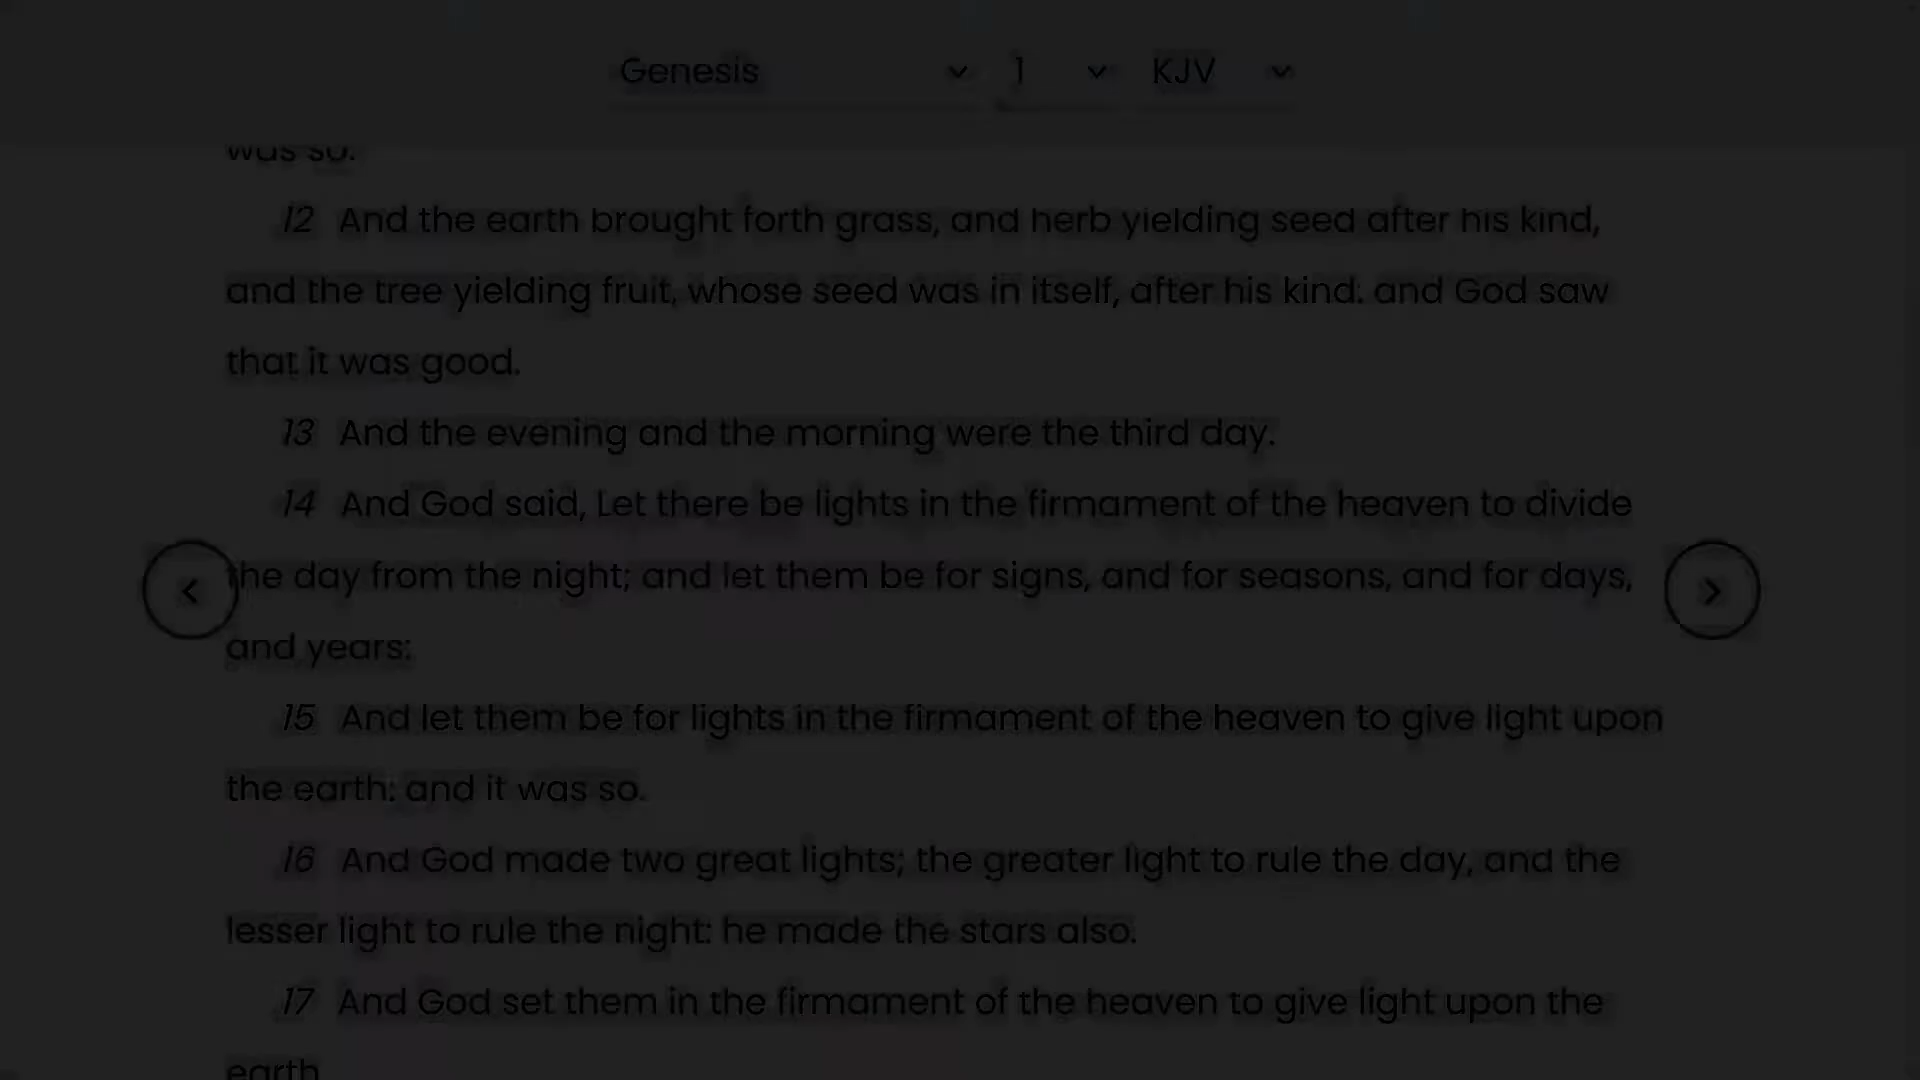 Genesis 1 KJV
was so.
12 And the earth brought forth grass, and herb yielding seed after his kind,
and the tree yielding fruit, whose seed was in itself, after his kind: and God saw
that it was good.
13 And the evening and the morning were the third day.
14 And God said, Let there be lights in the firmament of the heaven to divide
the day from the night; and let them be for signs, and for seasons, and for days,
and years:
15 And let them be for lights in the firmament of the heaven to give light upon
the earth: and it was so.
16 And God made two great lights; the greater light to rule the day, and the
lesser light to rule the night: he made the stars also.
17 And God set them in the firmament of the heaven to give light upon the
earth